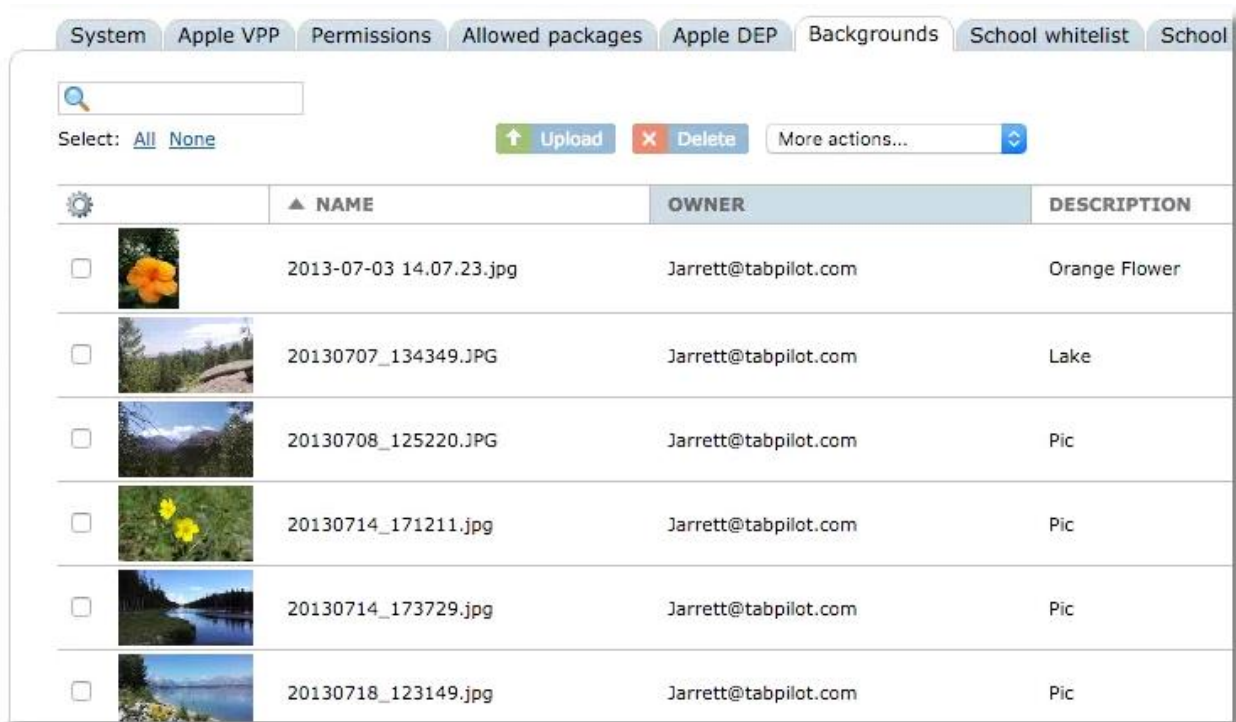 System Apple VPP Permissions Allowed packages Apple DEP Backgrounds School whitelist School
Select: All None Upload Delete More actions...
NAME OWNER DESCRIPTION
2013-07-03 14.07.23.jpg Jarrett@tabpilot.com Orange Flower
20130707_134349.JPG Jarrett@tabpilot.com Lake
20130708_125220.JPG Jarrett@tabpilot.com Pic
20130714_171211.jpg Jarrett@tabpilot.com Pic
20130714_173729.jpg Jarrett@tabpilot.com Pic
20130718_123149.jpg Jarrett@tabpilot.com Pic